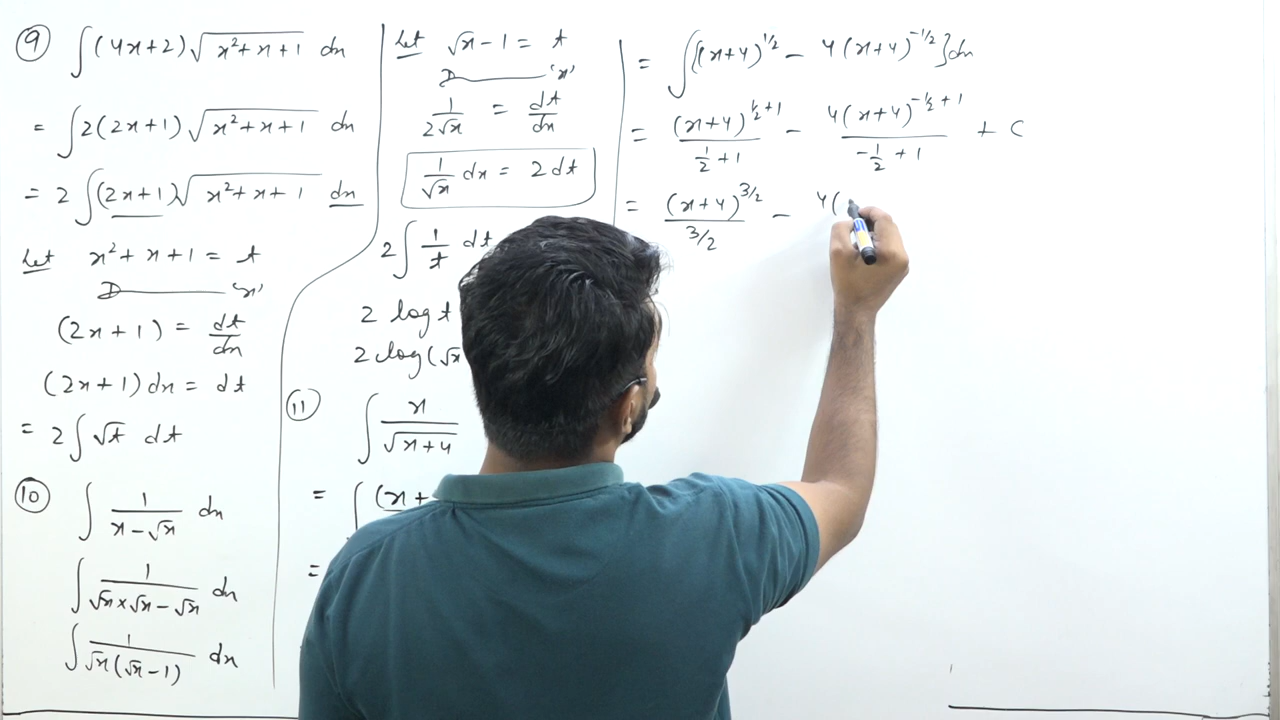 ⑨ ∫(4x+2)√(x²+x+1) dx
= ∫2(2x+1)√(x²+x+1) dx
= 2∫(2x+1)√(x²+x+1) dx
Let x²+x+1 = t
D 'x'
(2x+1) = dt/dx
(2x+1)dx = dt
= 2∫√t dt
⑩ ∫ 1/(x-√x) dx
∫ 1/(√x×√x-√x) dx
∫ 1/(√x(√x-1)) dx
Let √x-1 = t
D 'x'
1/(2√x) = dt/dx
1/√x dx = 2dt
2∫ 1/t dt
2 log t
2 log(√x
⑪ ∫ x/√(x+4)
= ∫ (x+
=
= ∫{(x+4)^(1/2) - 4(x+4)^(-1/2)}dx
= (x+4)^(1/2+1)/(1/2+1) - 4(x+4)^(-1/2+1)/(-1/2+1) + C
= (x+4)^(3/2)/(3/2) - 4(